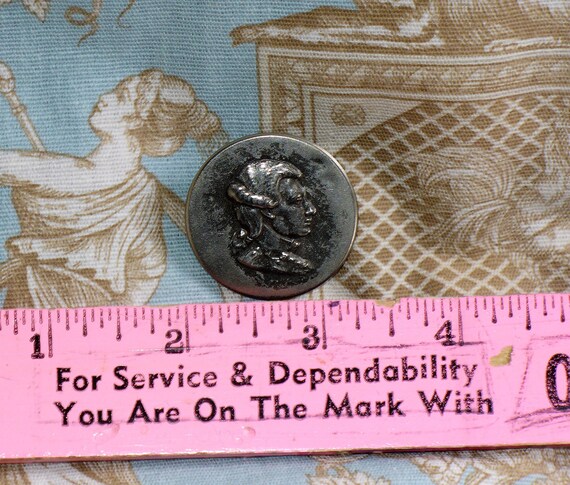 1 2 3 4
For Service & Dependability
You Are On The Mark With